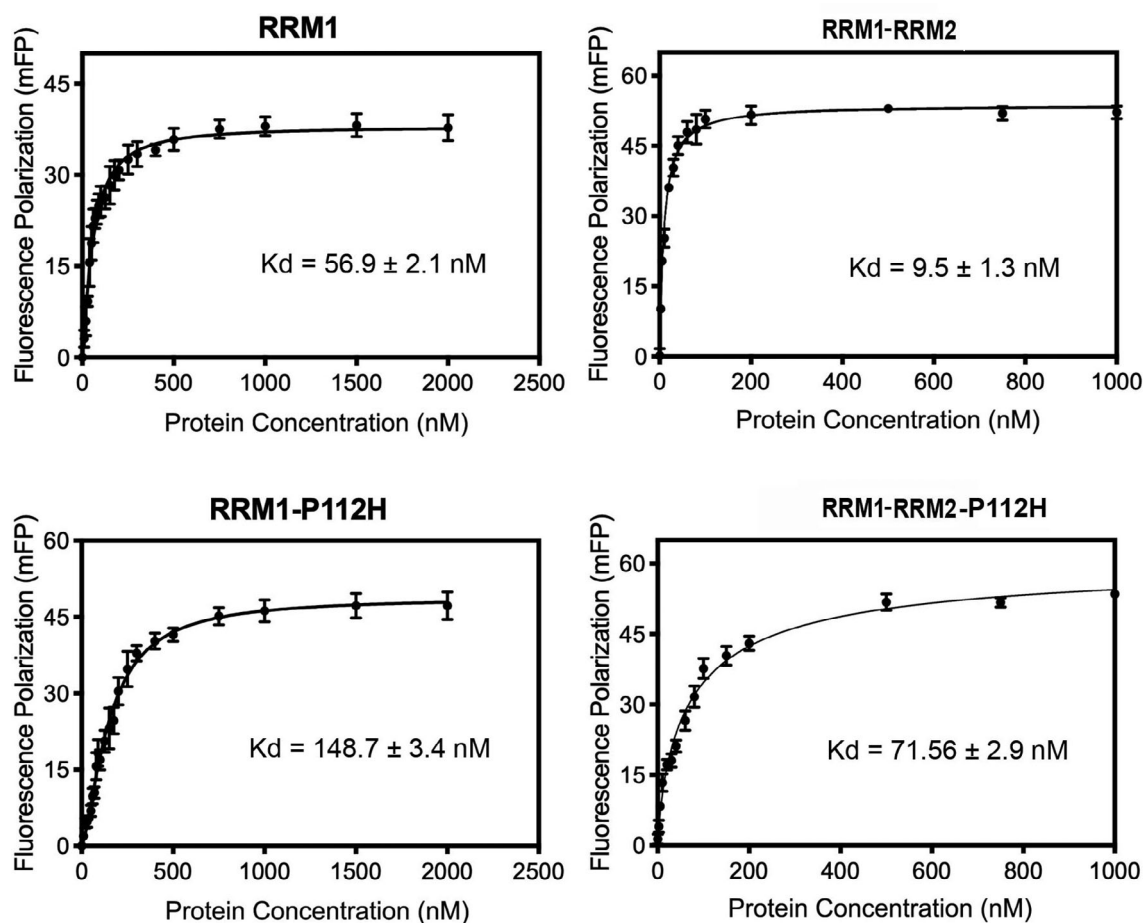 RRM1
Fluorescence Polarization (mFP)
45
30
15
0
Kd = 56.9 ± 2.1 nM
0 500 1000 1500 2000 2500
Protein Concentration (nM)
RRM1-RRM2
Fluorescence Polarization (mFP)
60
45
30
15
0
Kd = 9.5 ± 1.3 nM
0 200 400 600 800 1000
Protein Concentration (nM)
RRM1-P112H
Fluorescence Polarization (mFP)
60
45
30
15
0
Kd = 148.7 ± 3.4 nM
0 500 1000 1500 2000 2500
Protein Concentration (nM)
RRM1-RRM2-P112H
Fluorescence Polarization (mFP)
60
45
30
15
0
Kd = 71.56 ± 2.9 nM
0 200 400 600 800 1000
Protein Concentration (nM)